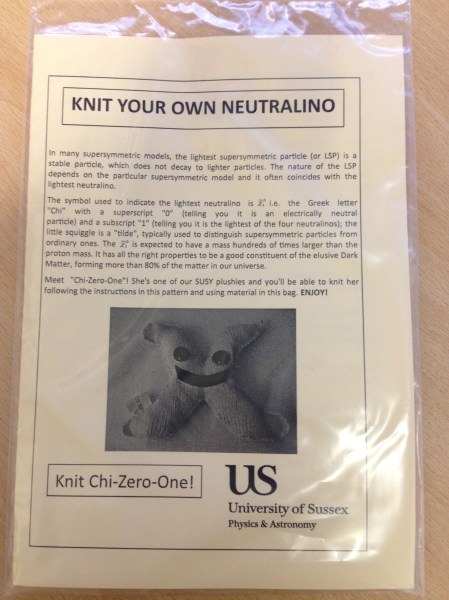 KNIT YOUR OWN NEUTRALINO
In many supersymmetric models, the lightest supersymmetric particle (or LSP) is a
stable particle, which does not decay to lighter particles. The nature of the LSP
depends on the particular supersymmetric model and it often coincides with the
lightest neutralino.
The symbol used to indicate the lightest neutralino is χ̃⁰₁ i.e. the Greek letter
"Chi" with a superscript "0" (telling you it is an electrically neutral
particle) and a subscript "1" (telling you it is the lightest of the four neutralinos); the
little squiggle is a "tilde", typically used to distinguish supersymmetric particles from
ordinary ones. The χ̃⁰₁ is expected to have a mass hundreds of times larger than the
proton mass. It has all the right properties to be a good constituent of the elusive Dark
Matter, forming more than 80% of the matter in our universe.
Meet "Chi-Zero-One"! She's one of our SUSY plushies and you'll be able to knit her
following the instructions in this pattern and using material in this bag. ENJOY!
Knit Chi-Zero-One!
US
University of Sussex
Physics & Astronomy